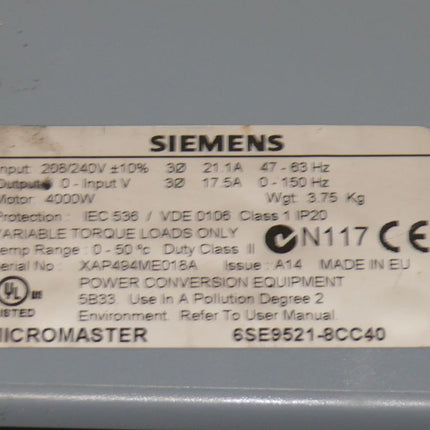 SIEMENS
Input: 208/240V ±10% 3Ø 21.1A 47 - 63 Hz
Output: 0 - Input V 3Ø 17.5A 0 - 150 Hz
Motor 4000W Wgt: 3.75 Kg
Protection : IEC 536 / VDE 0106 Class 1 IP20
VARIABLE TORQUE LOADS ONLY
N117 CE
Temp Range : 0 - 50 ºc Duty Class II
Serial No : XAP494ME018A Issue : A14 MADE IN EU
UL LISTED
POWER CONVERSION EQUIPMENT
5B33. Use In A Pollution Degree 2
Environment. Refer To User Manual.
MICROMASTER 6SE9521-8CC40